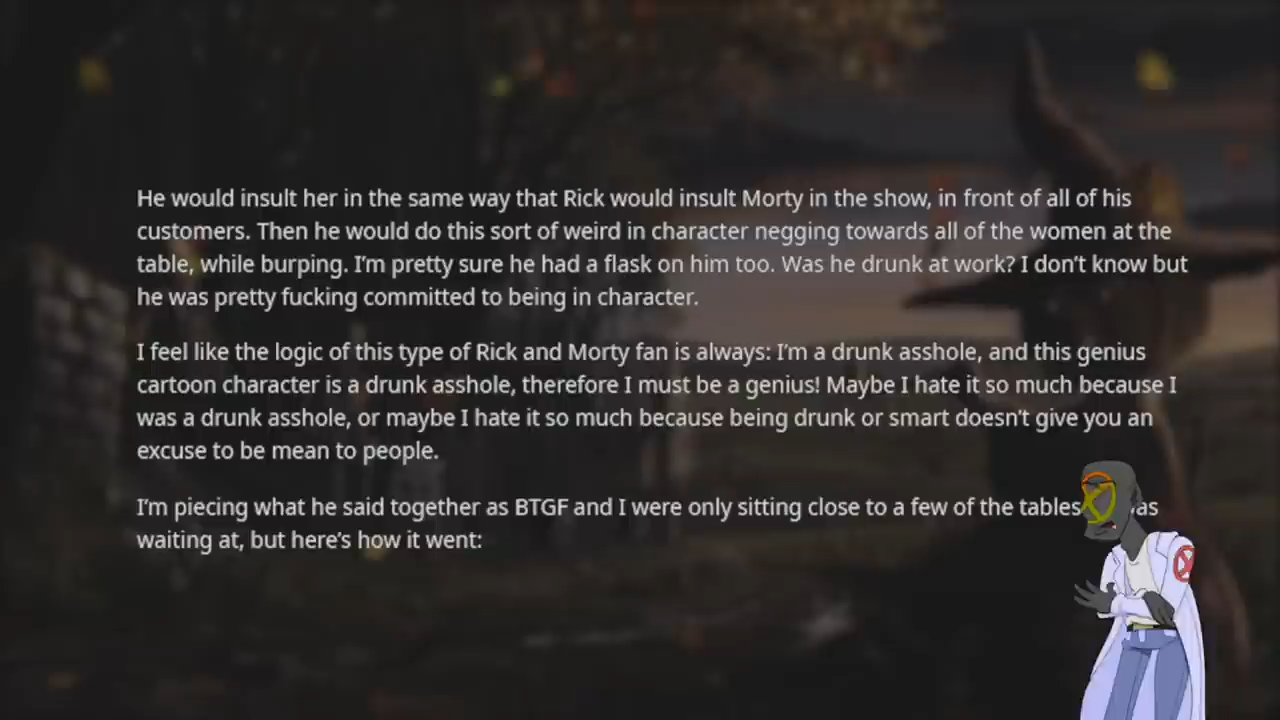 He would insult her in the same way that Rick would insult Morty in the show, in front of all of his
customers. Then he would do this sort of weird in character negging towards all of the women at the
table, while burping. I'm pretty sure he had a flask on him too. Was he drunk at work? I don't know but
he was pretty fucking committed to being in character.
I feel like the logic of this type of Rick and Morty fan is always: I'm a drunk asshole, and this genius
cartoon character is a drunk asshole, therefore I must be a genius! Maybe I hate it so much because I
was a drunk asshole, or maybe I hate it so much because being drunk or smart doesn't give you an
excuse to be mean to people.
I'm piecing what he said together as BTGF and I were only sitting close to a few of the tables
waiting at, but here's how it went: